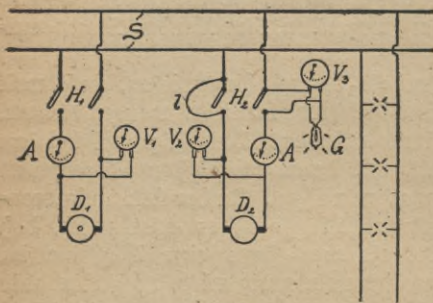 S
H₁ l H₂ V₃
A V₁ V₂ A G
D₁ D₂